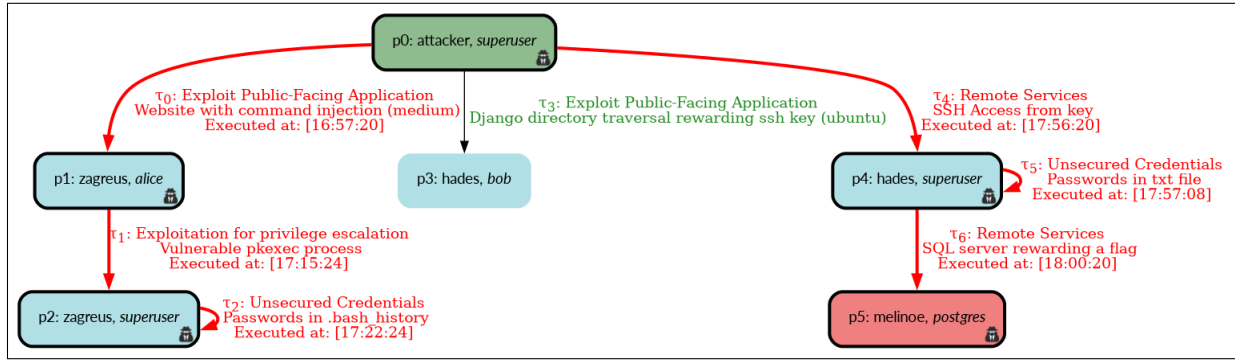 p0: attacker, superuser
τ0: Exploit Public-Facing Application
Website with command injection (medium)
Executed at: [16:57:20]
τ3: Exploit Public-Facing Application
Django directory traversal rewarding ssh key (ubuntu)
τ4: Remote Services
SSH Access from key
Executed at: [17:56:20]
p1: zagreus, alice
p3: hades, bob
p4: hades, superuser
τ5: Unsecured Credentials
Passwords in txt file
Executed at: [17:57:08]
τ1: Exploitation for privilege escalation
Vulnerable pkexec process
Executed at: [17:15:24]
τ6: Remote Services
SQL server rewarding a flag
Executed at: [18:00:20]
p2: zagreus, superuser
τ2: Unsecured Credentials
Passwords in .bash_history
Executed at: [17:22:24]
p5: melinoe, postgres